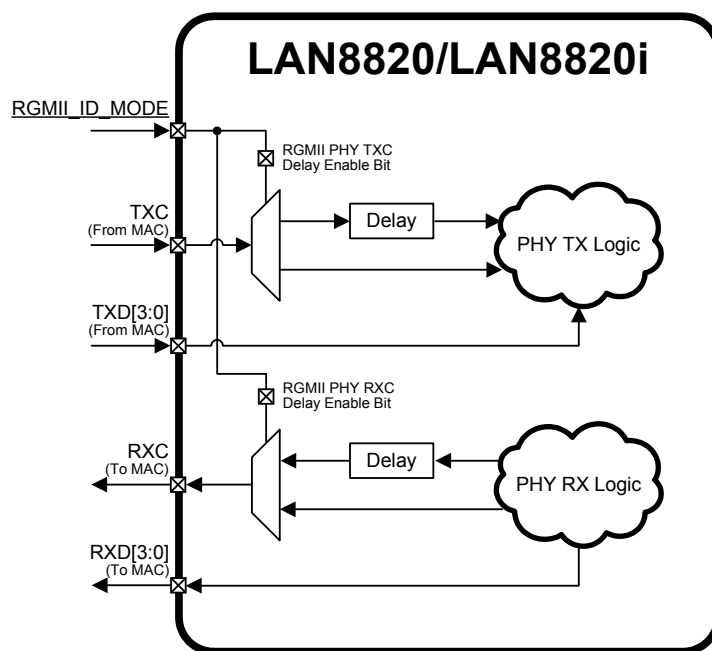 LAN8820/LAN8820i
RGMII_ID_MODE
RGMII PHY TXC
Delay Enable Bit
TXC
(From MAC)
Delay
PHY TX Logic
TXD[3:0]
(From MAC)
RGMII PHY RXC
Delay Enable Bit
RXC
(To MAC)
Delay
PHY RX Logic
RXD[3:0]
(To MAC)